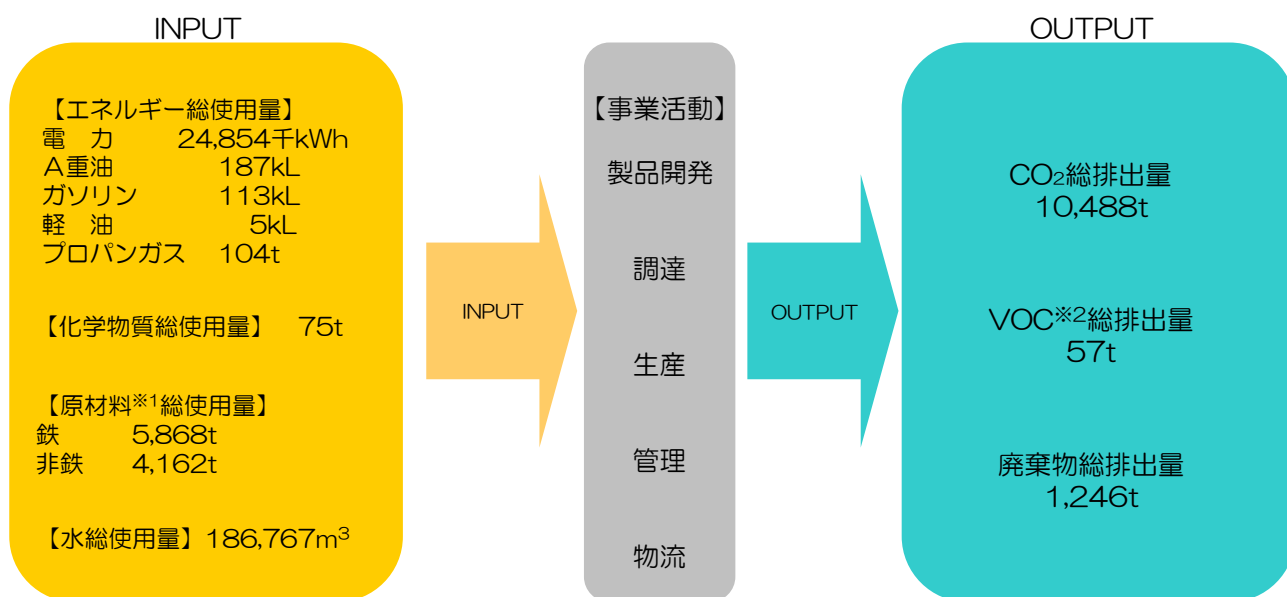 INPUT
【エネルギー総使用量】
電　力　24,854千kWh
A重油　187kL
ガソリン　113kL
軽　油　5kL
プロパンガス　104t
【化学物質総使用量】　75t
【原材料※1総使用量】
鉄　5,868t
非鉄　4,162t
【水総使用量】186,767m³
INPUT
【事業活動】
製品開発
調達
生産
管理
物流
OUTPUT
OUTPUT
CO₂総排出量
10,488t
VOC※2総排出量
57t
廃棄物総排出量
1,246t